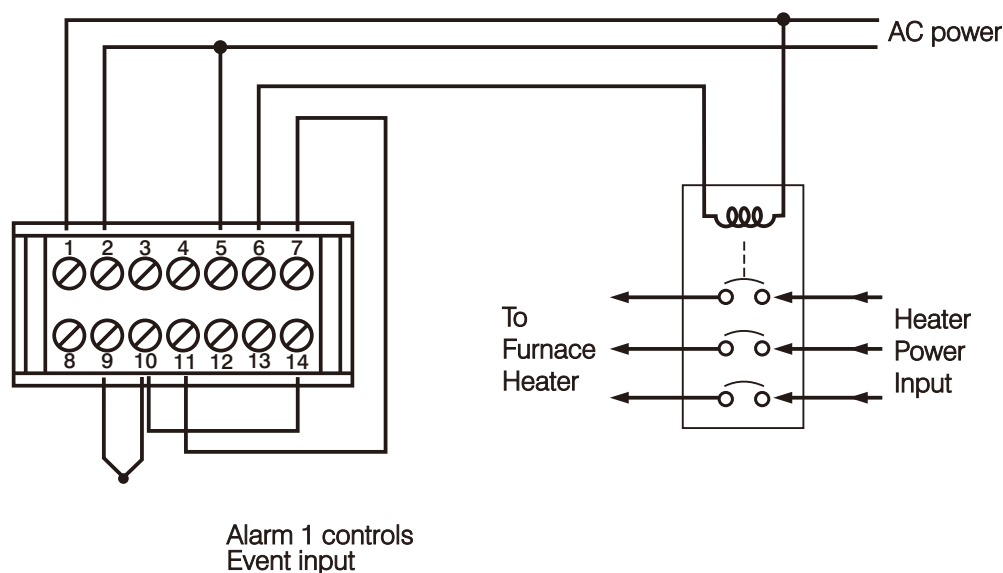 AC power
1 2 3 4 5 6 7
8 9 10 11 12 13 14
To
Furnace
Heater
Heater
Power
Input
Alarm 1 controls
Event input